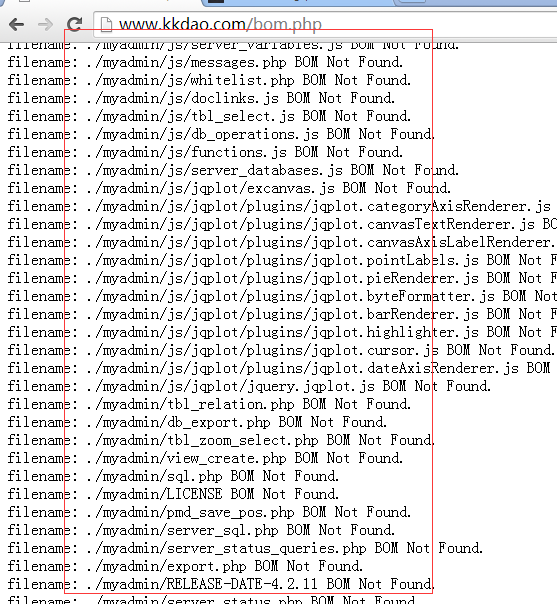 www.kkdao.com/bom.php
filename: ./myadmin/js/server_variables.js BOM Not Found.
filename: ./myadmin/js/messages.php BOM Not Found.
filename: ./myadmin/js/whitelist.php BOM Not Found.
filename: ./myadmin/js/doclinks.js BOM Not Found.
filename: ./myadmin/js/tbl_select.js BOM Not Found.
filename: ./myadmin/js/db_operations.js BOM Not Found.
filename: ./myadmin/js/functions.js BOM Not Found.
filename: ./myadmin/js/server_databases.js BOM Not Found.
filename: ./myadmin/js/jqplot/excanvas.js BOM Not Found.
filename: ./myadmin/js/jqplot/plugins/jqplot.categoryAxisRenderer.js
filename: ./myadmin/js/jqplot/plugins/jqplot.canvasTextRenderer.js BO
filename: ./myadmin/js/jqplot/plugins/jqplot.canvasAxisLabelRenderer.
filename: ./myadmin/js/jqplot/plugins/jqplot.pointLabels.js BOM Not F
filename: ./myadmin/js/jqplot/plugins/jqplot.pieRenderer.js BOM Not F
filename: ./myadmin/js/jqplot/plugins/jqplot.byteFormatter.js BOM Not
filename: ./myadmin/js/jqplot/plugins/jqplot.barRenderer.js BOM Not F
filename: ./myadmin/js/jqplot/plugins/jqplot.highlighter.js BOM Not F
filename: ./myadmin/js/jqplot/plugins/jqplot.cursor.js BOM Not Found.
filename: ./myadmin/js/jqplot/plugins/jqplot.dateAxisRenderer.js BOM
filename: ./myadmin/js/jqplot/jquery.jqplot.js BOM Not Found.
filename: ./myadmin/tbl_relation.php BOM Not Found.
filename: ./myadmin/db_export.php BOM Not Found.
filename: ./myadmin/tbl_zoom_select.php BOM Not Found.
filename: ./myadmin/view_create.php BOM Not Found.
filename: ./myadmin/sql.php BOM Not Found.
filename: ./myadmin/LICENSE BOM Not Found.
filename: ./myadmin/pmd_save_pos.php BOM Not Found.
filename: ./myadmin/server_sql.php BOM Not Found.
filename: ./myadmin/server_status_queries.php BOM Not Found.
filename: ./myadmin/export.php BOM Not Found.
filename: ./myadmin/RELEASE-DATE-4.2.11 BOM Not Found.
filename: ./myadmin/server_status.php BOM Not Found.